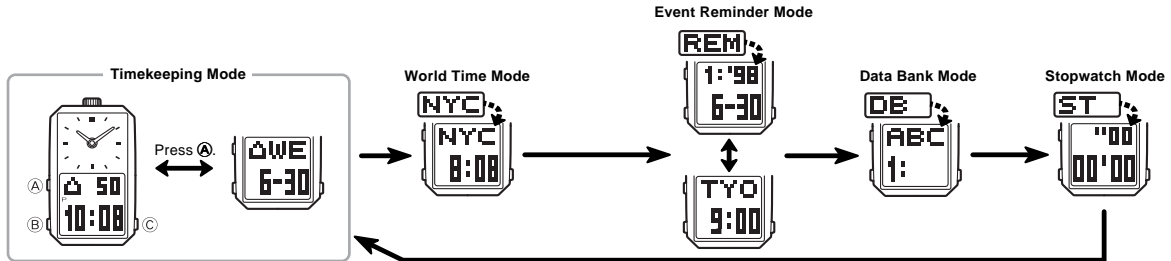 Event Reminder Mode
REM
Timekeeping Mode
World Time Mode
1:'98
6-30
Data Bank Mode
Stopwatch Mode
NYC
DB
ST
Press Ⓐ.
△WE
6-30
NYC
8:08
ABC
1:
"00
00'00
Ⓐ
△ 50
P
10:08
Ⓑ
Ⓒ
TYO
9:00